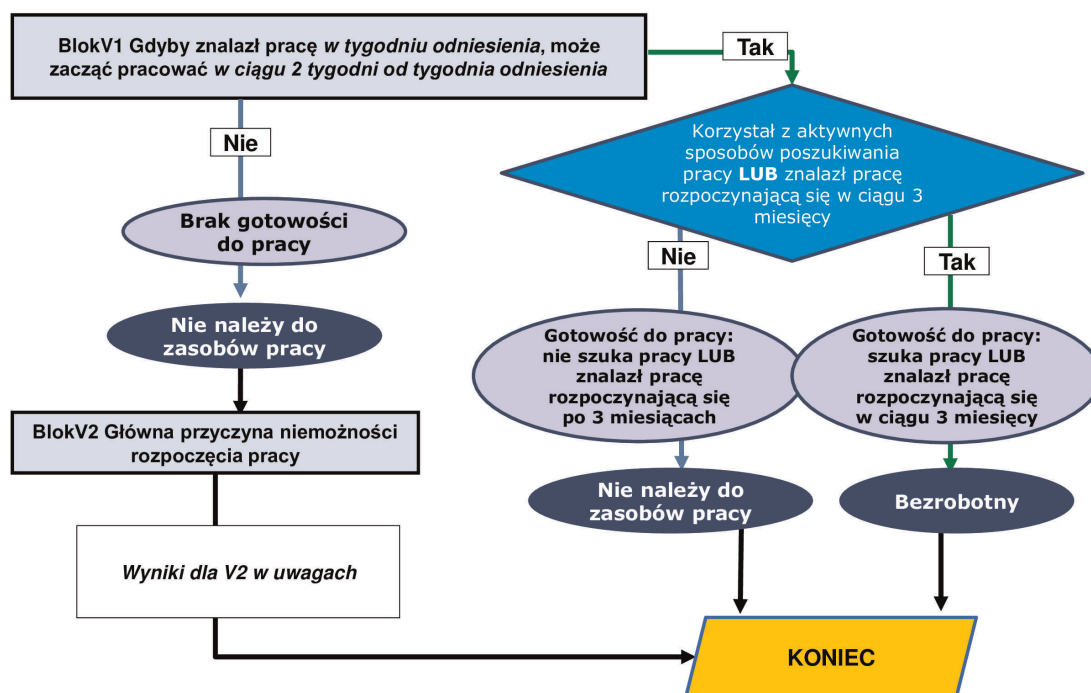 BlokV1 Gdyby znalazł pracę w tygodniu odniesienia, może
zacząć pracować w ciągu 2 tygodni od tygodnia odniesienia
Tak
Nie
Korzystał z aktywnych
sposobów poszukiwania
pracy LUB znalazł pracę
rozpoczynającą się w ciągu 3
miesięcy
Brak gotowości
do pracy
Nie
Tak
Nie należy do
zasobów pracy
Gotowość do pracy:
nie szuka pracy LUB
znalazł pracę
rozpoczynającą się
po 3 miesiącach
Gotowość do pracy:
szuka pracy LUB
znalazł pracę
rozpoczynającą się
w ciągu 3 miesięcy
BlokV2 Główna przyczyna niemożności
rozpoczęcia pracy
Nie należy do
zasobów pracy
Bezrobotny
Wyniki dla V2 w uwagach
KONIEC